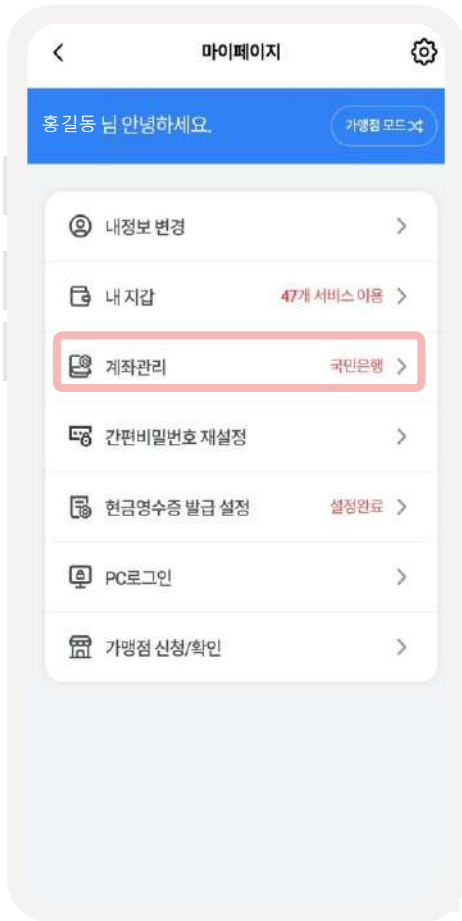 마이페이지
홍길동 님 안녕하세요.
가맹점 모드
내정보 변경
내 지갑 47개 서비스 이용
계좌관리 국민은행
간편비밀번호 재설정
현금영수증 발급 설정 설정완료
PC로그인
가맹점 신청/확인